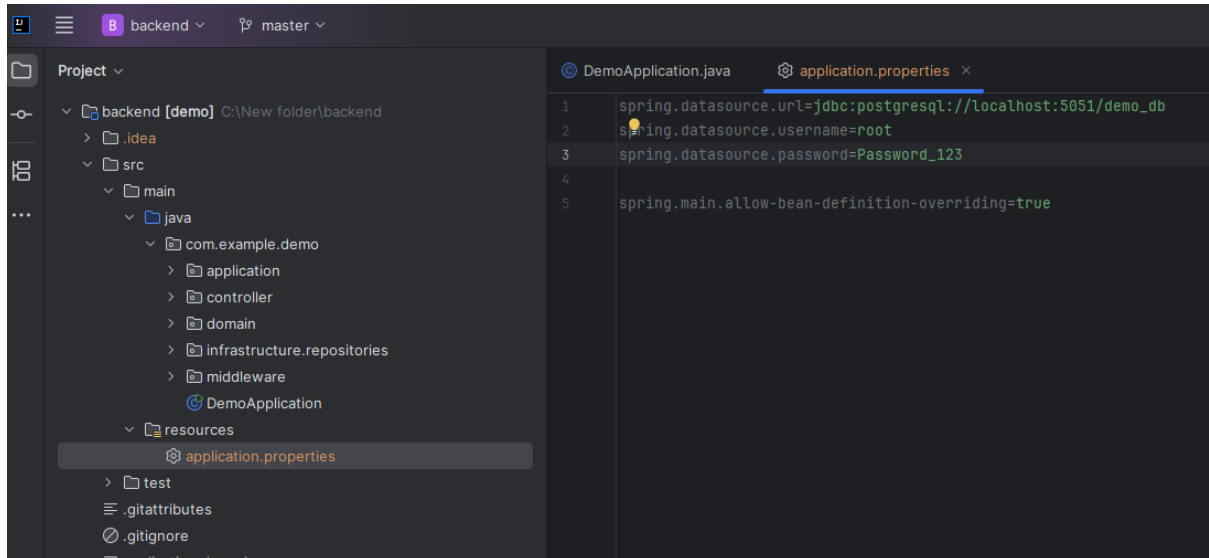 B backend master
Project
backend [demo] C:\New folder\backend
.idea
src
main
java
com.example.demo
application
controller
domain
infrastructure.repositories
middleware
DemoApplication
resources
application.properties
test
.gitattributes
.gitignore
DemoApplication.java application.properties
1 spring.datasource.url=jdbc:postgresql://localhost:5051/demo_db
2 spring.datasource.username=root
3 spring.datasource.password=Password_123
4
5 spring.main.allow-bean-definition-overriding=true